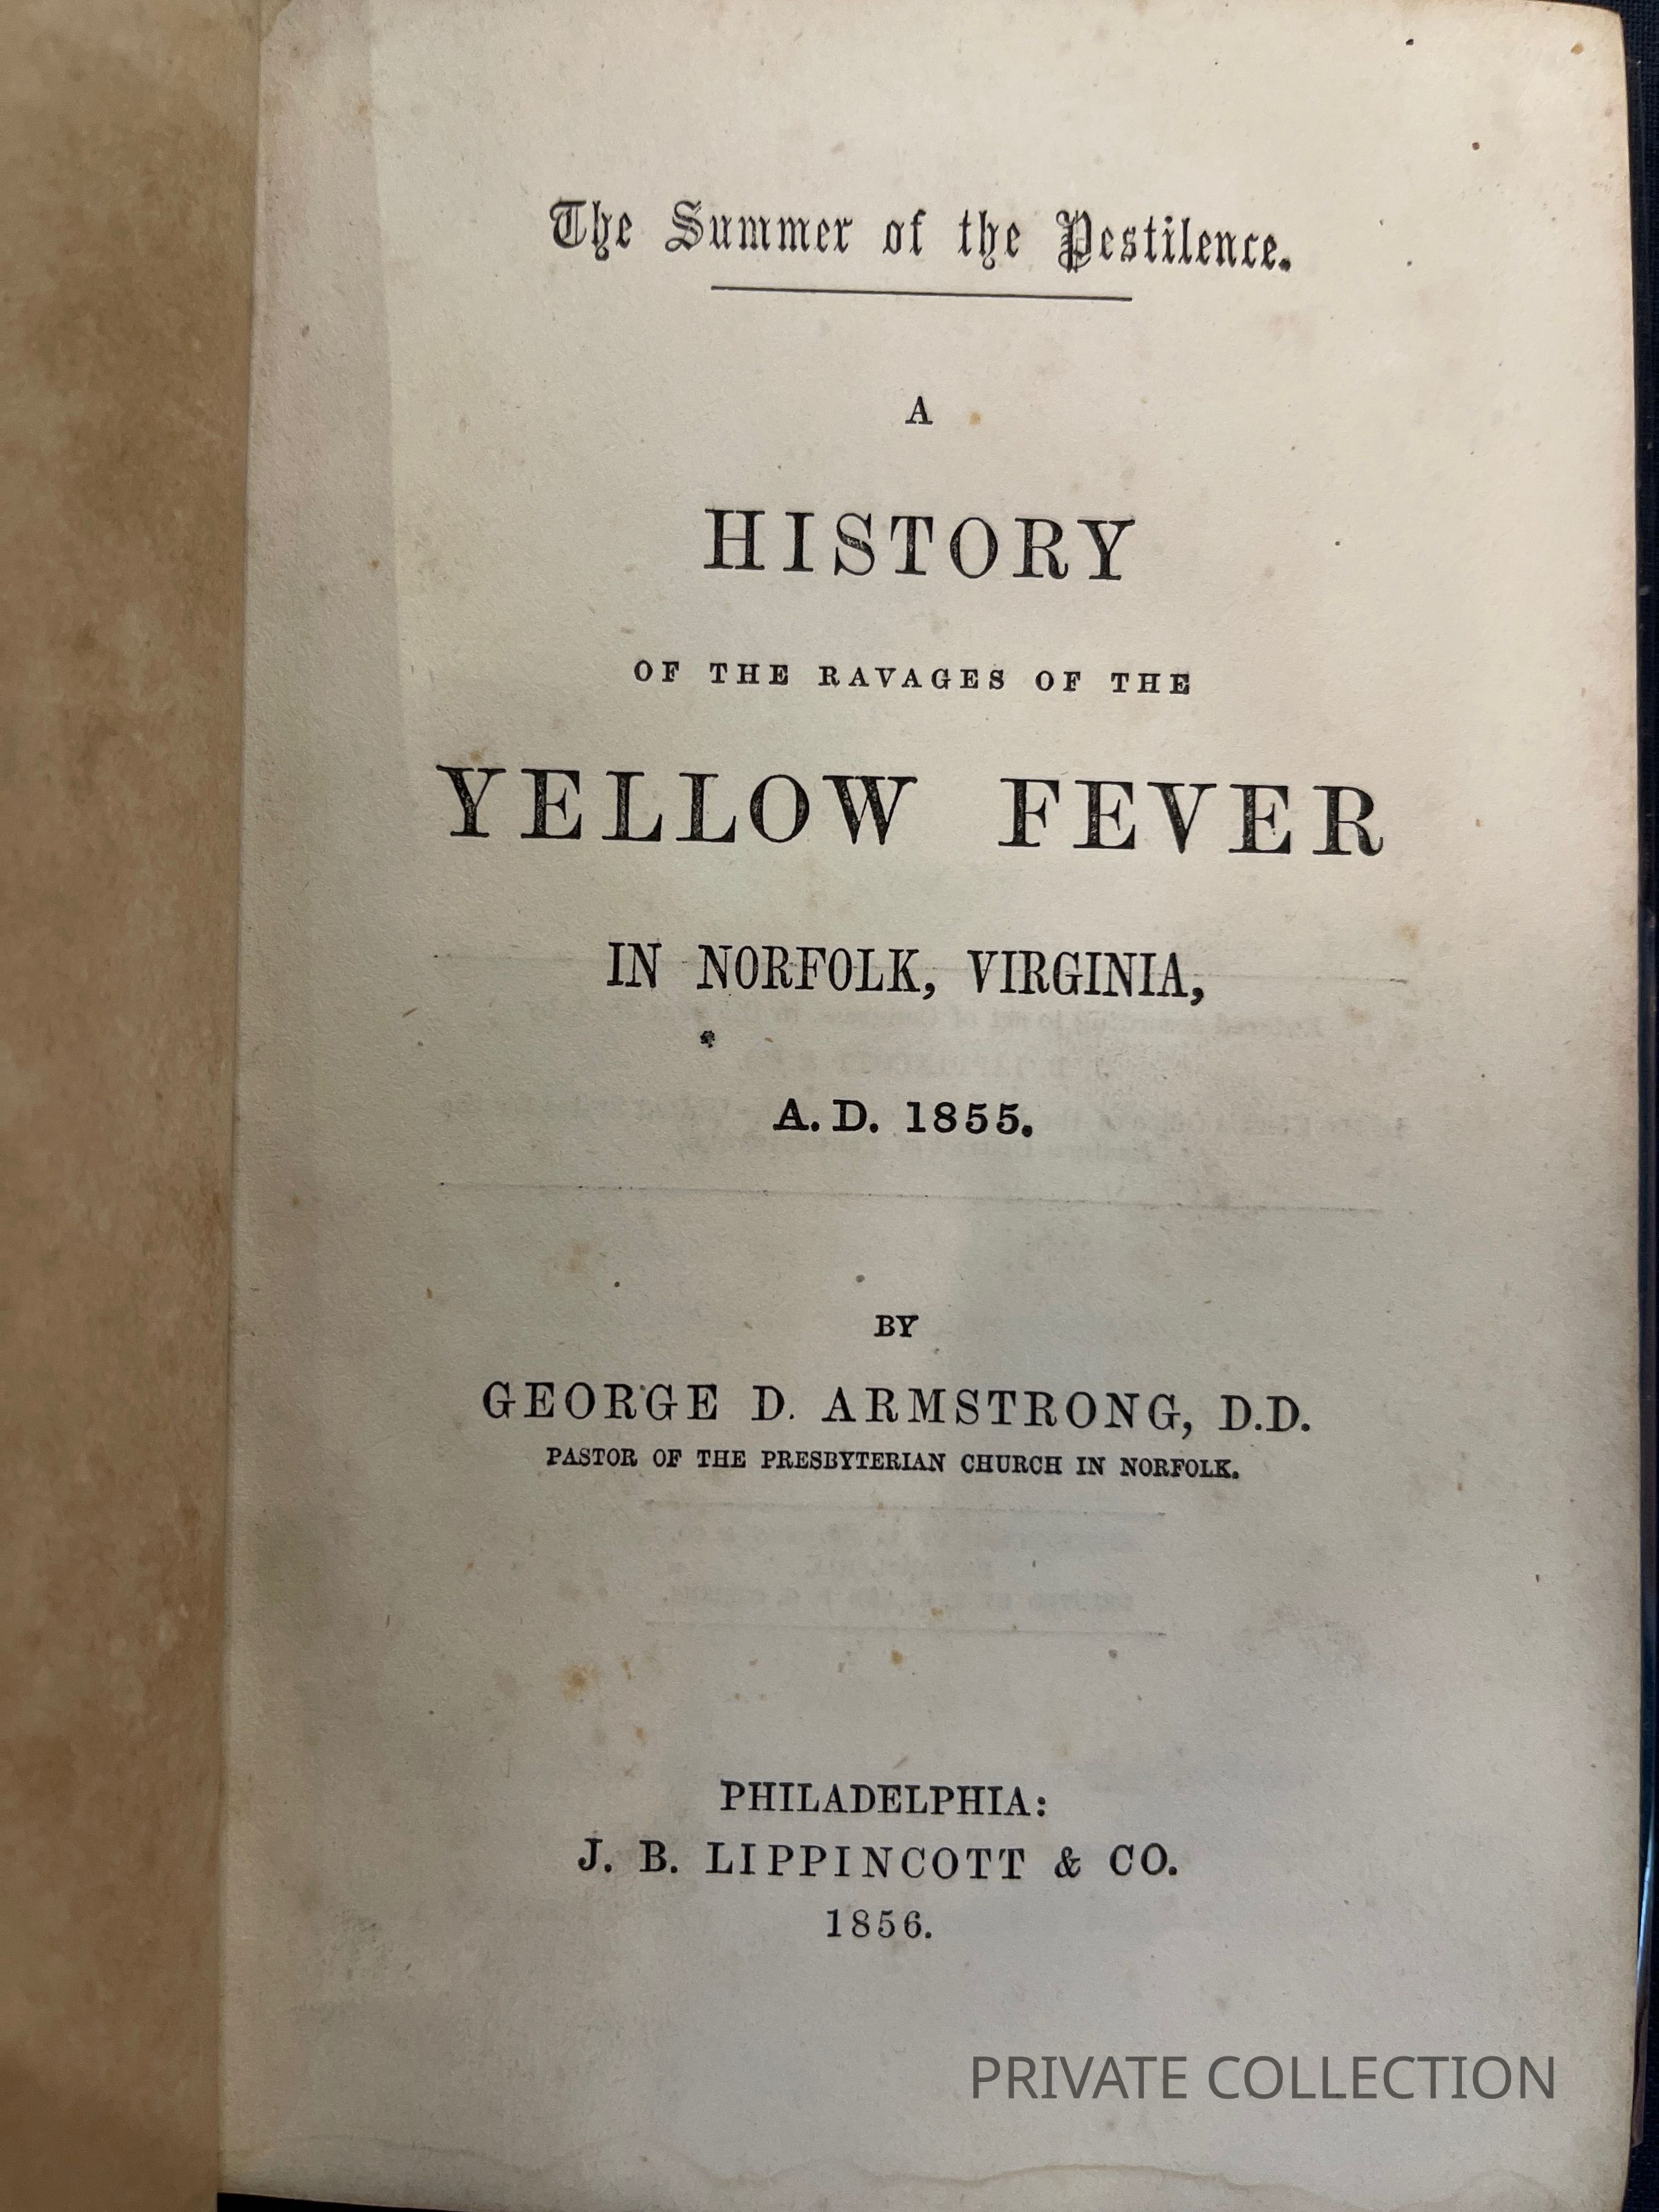 The Summer of the Pestilence.
A
HISTORY
OF THE RAVAGES OF THE
YELLOW FEVER
IN NORFOLK, VIRGINIA,
A. D. 1855.
BY
GEORGE D. ARMSTRONG, D.D.
PASTOR OF THE PRESBYTERIAN CHURCH IN NORFOLK.
PHILADELPHIA:
J. B. LIPPINCOTT & CO.
1856.
PRIVATE COLLECTION